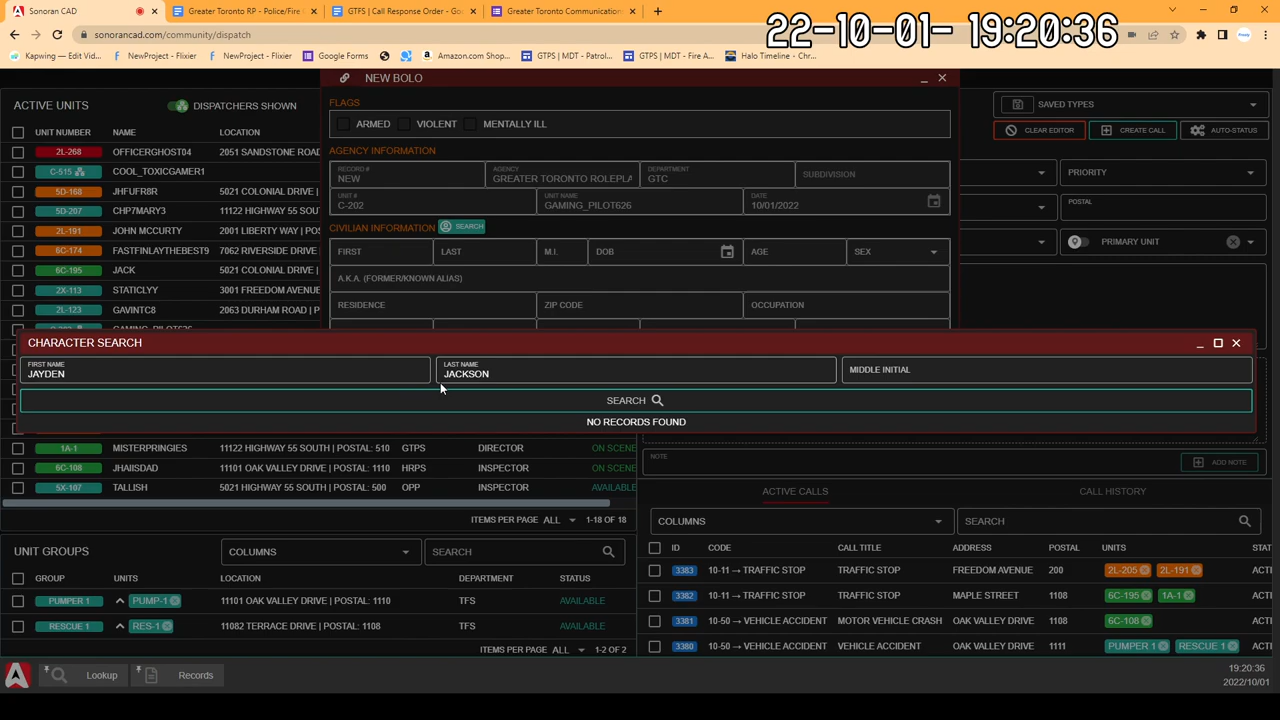 Sonoran CAD
Greater Toronto RP - Police/Fire
GTFS | Call Response Order - Go
Greater Toronto Communication
22-10-01- 19:20:36
sonorancad.com/community/dispatch
Kapwing - Edit Vid...
NewProject - Flixier
NewProject - Flixier
Google Forms
Amazon.com Shop...
GTPS | MDT - Patrol...
GTPS | MDT - Fire A...
Halo Timeline - Chr...
NEW BOLO
ACTIVE UNITS
DISPATCHERS SHOWN
FLAGS
SAVED TYPES
ARMED VIOLENT MENTALLY ILL
CLEAR EDITOR
CREATE CALL
AUTO-STATUS
UNIT NUMBER NAME LOCATION
2L-268 OFFICERGHOST04 2051 SANDSTONE ROAD
C-515 COOL_TOXICGAMER1
5D-168 JHFUFR8R 5021 COLONIAL DRIVE |
5D-207 CHP7MARY3 11122 HIGHWAY 55 SOU
2L-191 JOHN MCCURTY 2001 LIBERTY WAY | PO
6C-174 FASTFINLAYTHEBEST9 7062 RIVERSIDE DRIVE
6C-195 JACK 5021 COLONIAL DRIVE |
2X-113 STATICLYY 3001 FREEDOM AVENUE
2L-123 GAVINTC8 2063 DURHAM ROAD | P
AGENCY INFORMATION
RECORD # AGENCY DEPARTMENT
NEW GREATER TORONTO ROLEPLA GTC SUBDIVISION
UNIT # UNIT NAME DATE
C-202 GAMING_PILOT626 10/01/2022
PRIORITY
POSTAL
PRIMARY UNIT
CIVILIAN INFORMATION SEARCH
FIRST LAST M.I. DOB AGE SEX
A.K.A. (FORMER/KNOWN ALIAS)
RESIDENCE ZIP CODE OCCUPATION
CHARACTER SEARCH
FIRST NAME LAST NAME
JAYDEN JACKSON MIDDLE INITIAL
SEARCH
NO RECORDS FOUND
1A-1 MISTERPRINGIES 11122 HIGHWAY 55 SOUTH | POSTAL: 510 GTPS DIRECTOR ON SCENE
6C-108 JHAIISDAD 11101 OAK VALLEY DRIVE | POSTAL: 1110 HRPS INSPECTOR ON SCENE
5X-107 TALLISH 5021 HIGHWAY 55 SOUTH | POSTAL: 500 OPP INSPECTOR AVAILABLE
NOTE
ADD NOTE
ITEMS PER PAGE ALL 1-18 OF 18
ACTIVE CALLS CALL HISTORY
COLUMNS SEARCH
UNIT GROUPS COLUMNS SEARCH
GROUP UNITS LOCATION DEPARTMENT STATUS
PUMPER 1 PUMP-1 11101 OAK VALLEY DRIVE | POSTAL: 1110 TFS AVAILABLE
RESCUE 1 RES-1 11082 TERRACE DRIVE | POSTAL: 1108 TFS AVAILABLE
ITEMS PER PAGE ALL 1-2 OF 2
ID CODE CALL TITLE ADDRESS POSTAL UNITS STAT
3383 10-11 → TRAFFIC STOP TRAFFIC STOP FREEDOM AVENUE 200 2L-205 2L-191 ACTI
3382 10-11 → TRAFFIC STOP TRAFFIC STOP MAPLE STREET 1108 6C-195 1A-1 ACTI
3381 10-50 → VEHICLE ACCIDENT MOTOR VEHICLE CRASH OAK VALLEY DRIVE 1108 6C-108 ACTI
3380 10-50 → VEHICLE ACCIDENT VEHICLE ACCIDENT OAK VALLEY DRIVE 1111 PUMPER 1 RESCUE 1 ACTI
Lookup
Records
19:20:36
2022/10/01